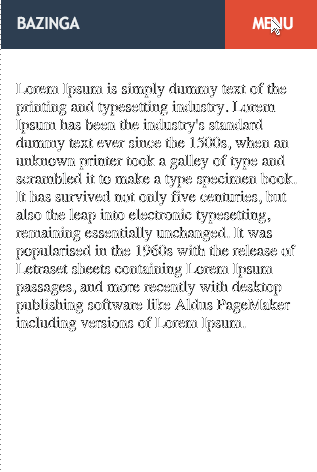 BAZINGA MENU
Lorem Ipsum is simply dummy text of the
printing and typesetting industry. Lorem
Ipsum has been the industry's standard
dummy text ever since the 1500s, when an
unknown printer took a galley of type and
scrambled it to make a type specimen book.
It has survived not only five centuries, but
also the leap into electronic typesetting,
remaining essentially unchanged. It was
popularised in the 1960s with the release of
Letraset sheets containing Lorem Ipsum
passages, and more recently with desktop
publishing software like Aldus PageMaker
including versions of Lorem Ipsum.